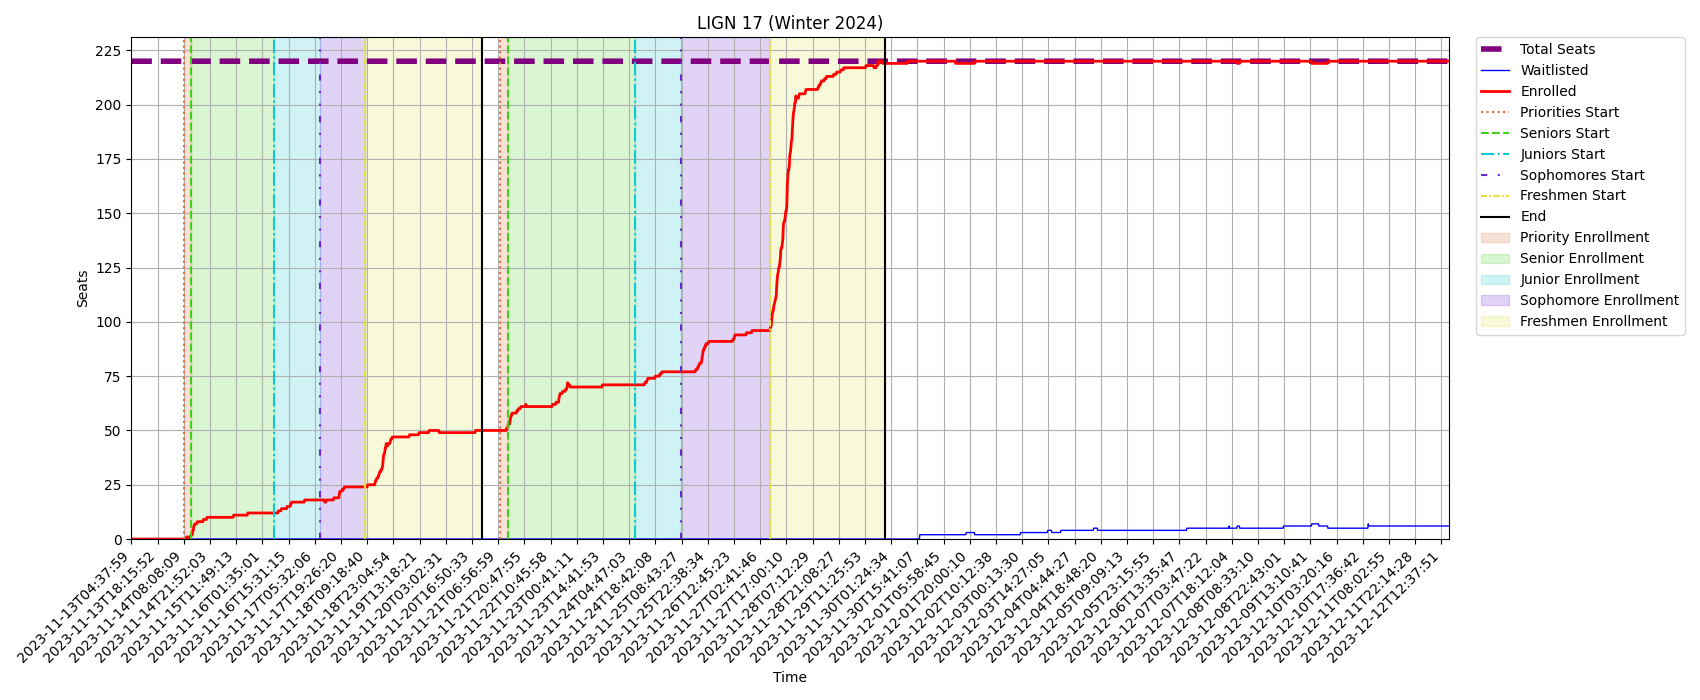 LIGN 17 (Winter 2024)
Seats
225
200
175
150
125
100
75
50
25
0
2023-11-13T04:37:59
2023-11-13T18:15:52
2023-11-14T08:08:09
2023-11-14T21:52:03
2023-11-15T11:49:13
2023-11-16T01:35:01
2023-11-16T15:31:15
2023-11-17T05:32:06
2023-11-17T19:26:20
2023-11-18T09:18:40
2023-11-18T23:04:54
2023-11-19T13:18:21
2023-11-20T03:02:31
2023-11-20T16:50:35
2023-11-21T06:56:59
2023-11-21T20:47:55
2023-11-22T10:45:58
2023-11-23T00:41:11
2023-11-23T14:41:53
2023-11-24T04:47:03
2023-11-24T18:42:08
2023-11-25T08:43:27
2023-11-25T22:38:34
2023-11-26T12:45:23
2023-11-27T02:41:46
2023-11-27T17:00:10
2023-11-28T07:12:29
2023-11-28T21:08:27
2023-11-29T11:25:53
2023-11-30T01:24:34
2023-11-30T15:41:07
2023-12-01T05:58:45
2023-12-01T20:00:10
2023-12-02T10:12:38
2023-12-03T00:13:30
2023-12-03T14:27:05
2023-12-04T04:44:27
2023-12-04T18:48:20
2023-12-05T09:09:13
2023-12-05T23:15:55
2023-12-06T13:35:47
2023-12-07T03:47:22
2023-12-07T18:12:04
2023-12-08T08:33:10
2023-12-08T22:43:01
2023-12-09T13:10:41
2023-12-10T03:20:16
2023-12-10T17:36:42
2023-12-11T08:02:55
2023-12-11T22:14:28
2023-12-12T12:37:51
Time
Total Seats
Waitlisted
Enrolled
Priorities Start
Seniors Start
Juniors Start
Sophomores Start
Freshmen Start
End
Priority Enrollment
Senior Enrollment
Junior Enrollment
Sophomore Enrollment
Freshmen Enrollment